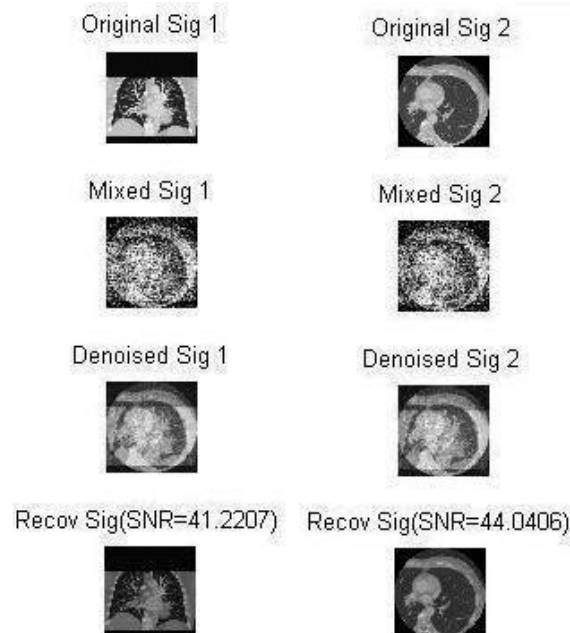 Original Sig 1
Original Sig 2
Mixed Sig 1
Mixed Sig 2
Denoised Sig 1
Denoised Sig 2
Recov Sig(SNR=41.2207)
Recov Sig(SNR=44.0406)